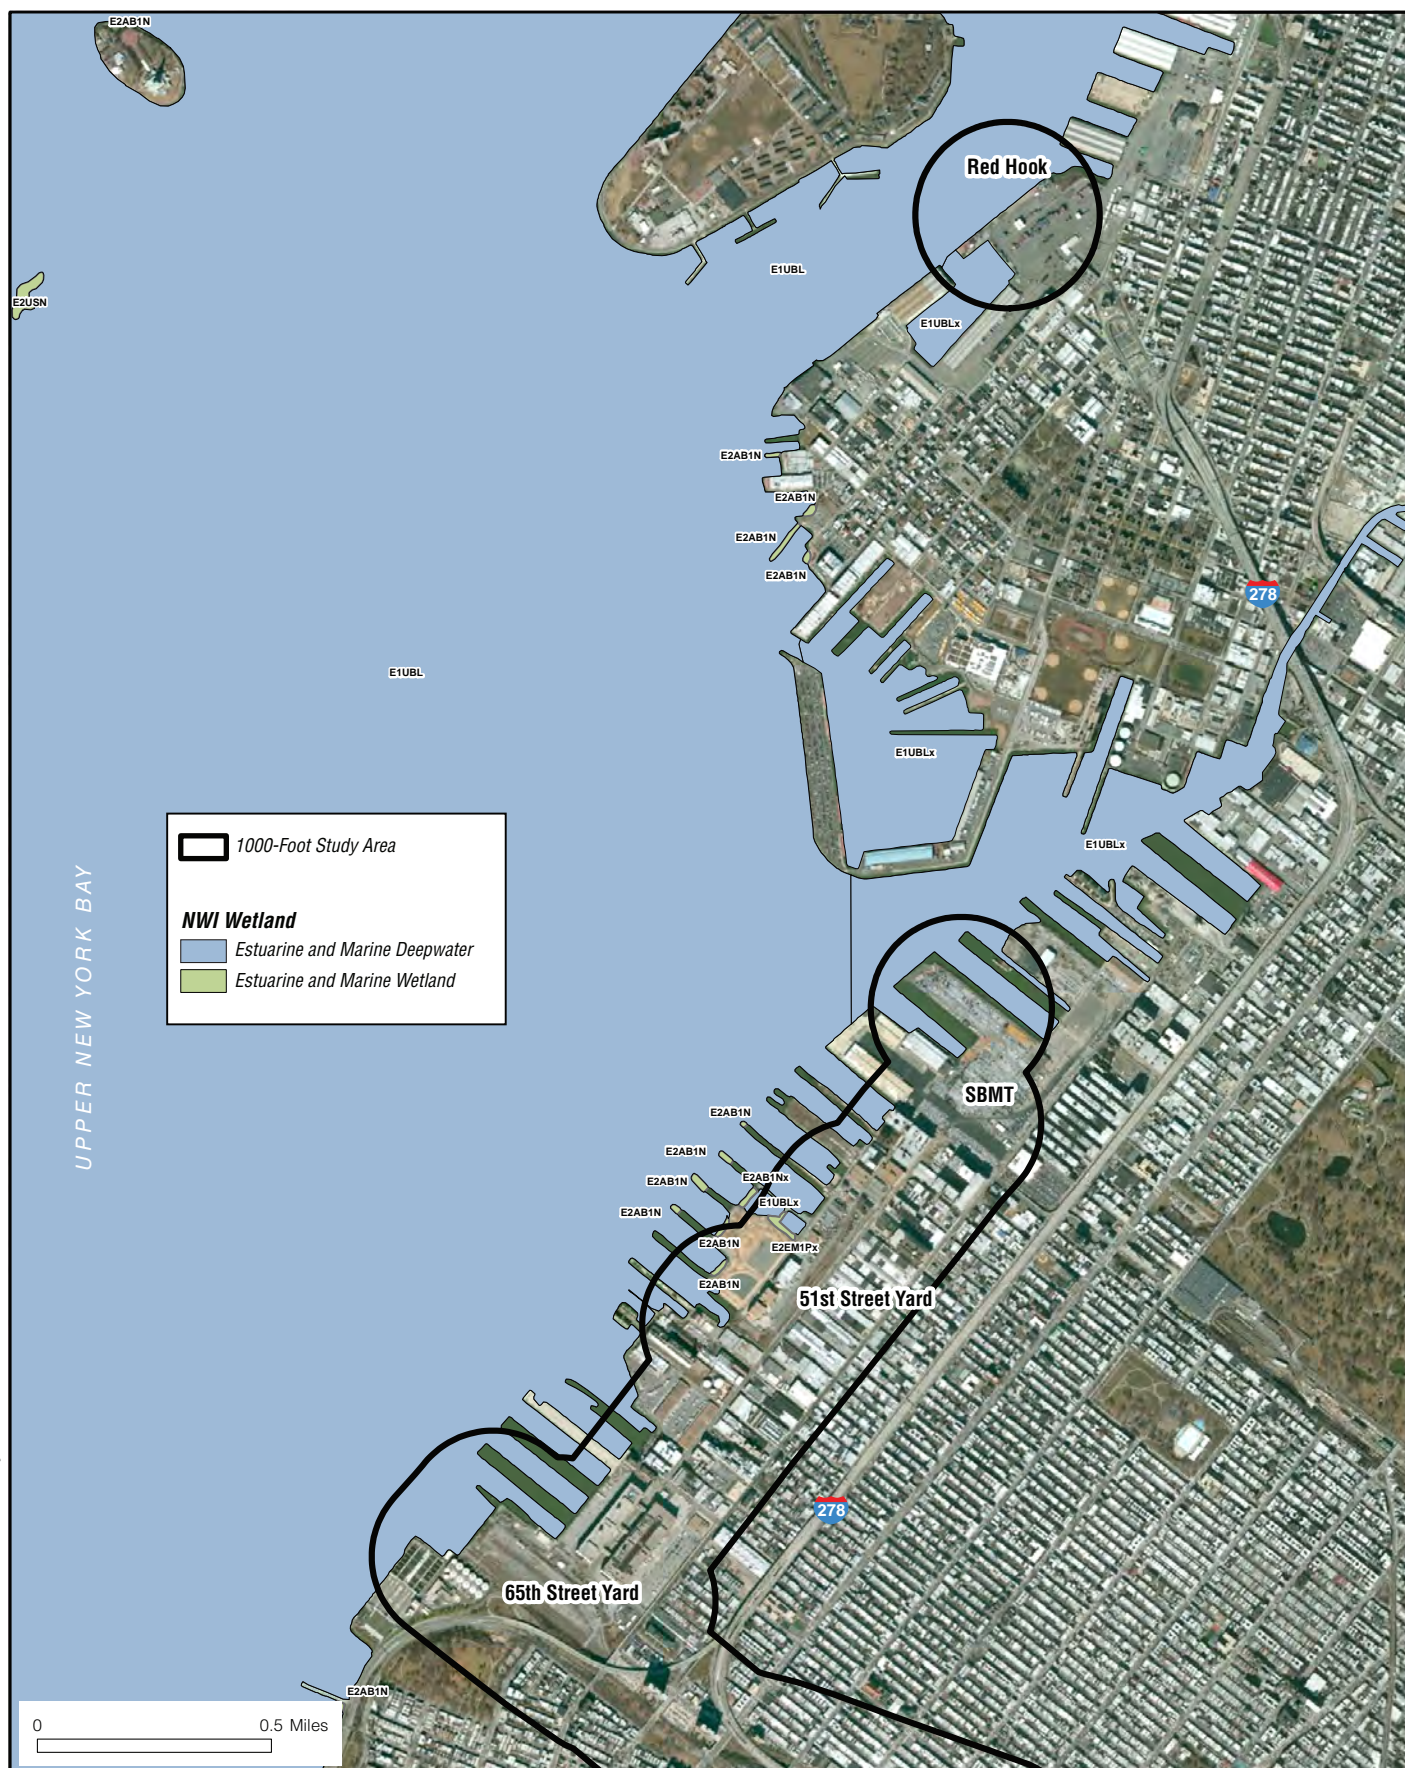 E2AB1N
Red Hook
E1UBL
E2USN
E1UBLx
E2AB1N
E2AB1N
E2AB1N
E2AB1N
278
E1UBL
E1UBLx
E1UBLx
1000-Foot Study Area
NWI Wetland
Estuarine and Marine Deepwater
Estuarine and Marine Wetland
UPPER NEW YORK BAY
SBMT
E2AB1N
E2AB1N
E2AB1Nx
E2AB1N
E1UBLx
E2AB1N
E2AB1N
E2EM1Px
E2AB1N
51st Street Yard
278
65th Street Yard
E2AB1N
0 0.5 Miles